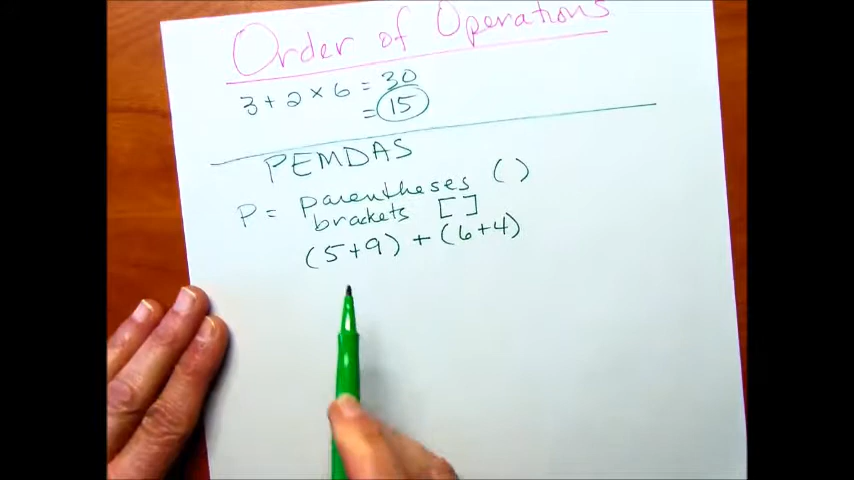 Order of Operations
3 + 2 × 6 = 30
= 15
PEMDAS
P = parentheses ( )
brackets [ ]
(5+9) + (6+4)